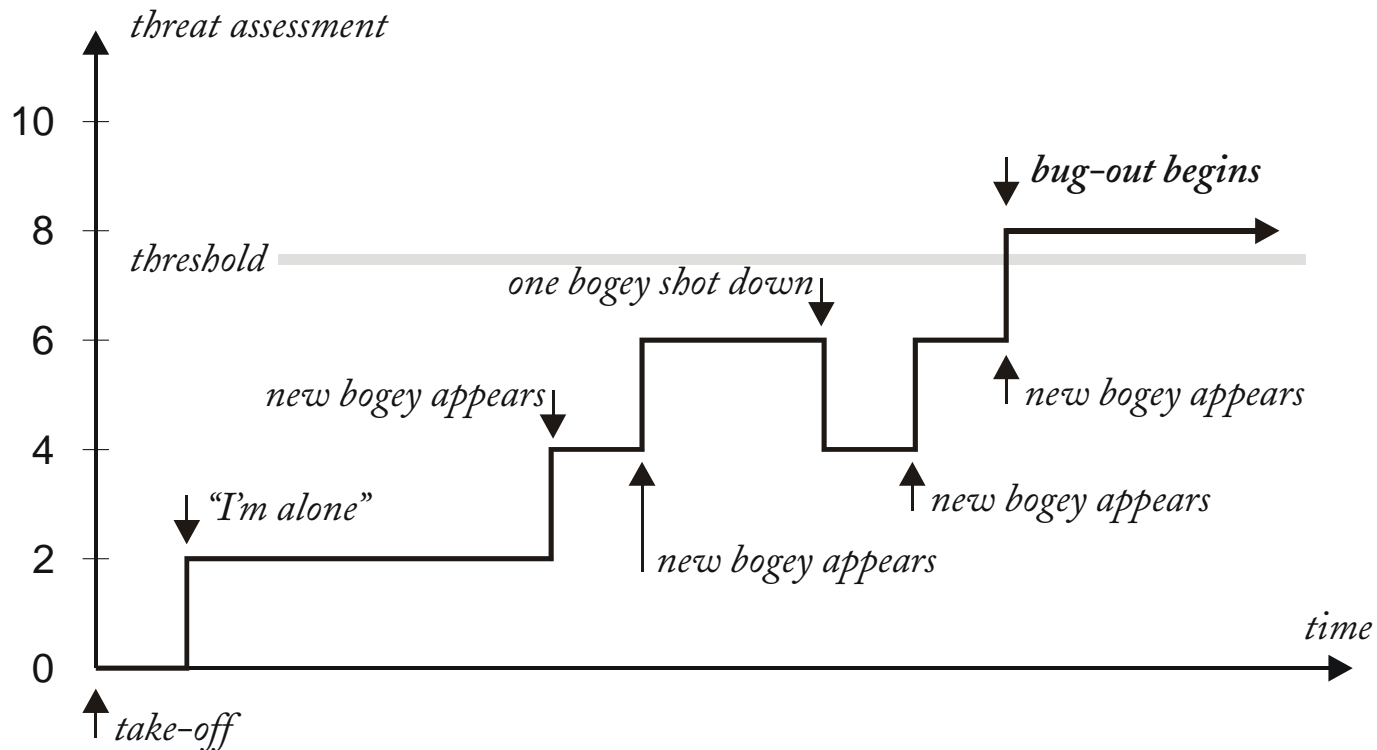 threat assessment
10
bug-out begins
8
threshold
one bogey shot down
6
new bogey appears
new bogey appears
4
“I’m alone”
new bogey appears
2
new bogey appears
time
0
take-off